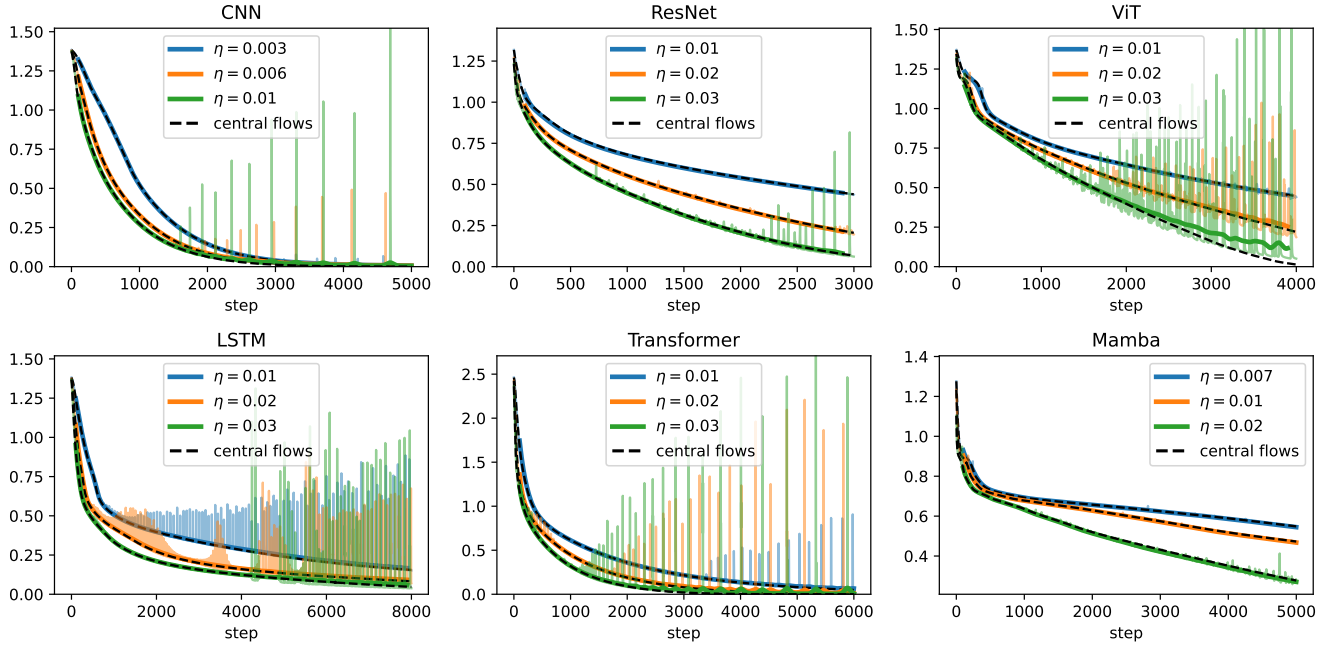 CNN
1.50
1.25
1.00
0.75
0.50
0.25
0.00
η = 0.003
η = 0.006
η = 0.01
central flows
0 1000 2000 3000 4000 5000
step
ResNet
1.25
1.00
0.75
0.50
0.25
0.00
η = 0.01
η = 0.02
η = 0.03
central flows
0 500 1000 1500 2000 2500 3000
step
ViT
1.50
1.25
1.00
0.75
0.50
0.25
0.00
η = 0.01
η = 0.02
η = 0.03
central flows
0 1000 2000 3000 4000
step
LSTM
1.50
1.25
1.00
0.75
0.50
0.25
0.00
η = 0.01
η = 0.02
η = 0.03
central flows
0 2000 4000 6000 8000
step
Transformer
2.5
2.0
1.5
1.0
0.5
0.0
η = 0.01
η = 0.02
η = 0.03
central flows
0 1000 2000 3000 4000 5000 6000
step
Mamba
1.4
1.2
1.0
0.8
0.6
0.4
η = 0.007
η = 0.01
η = 0.02
central flows
0 1000 2000 3000 4000 5000
step